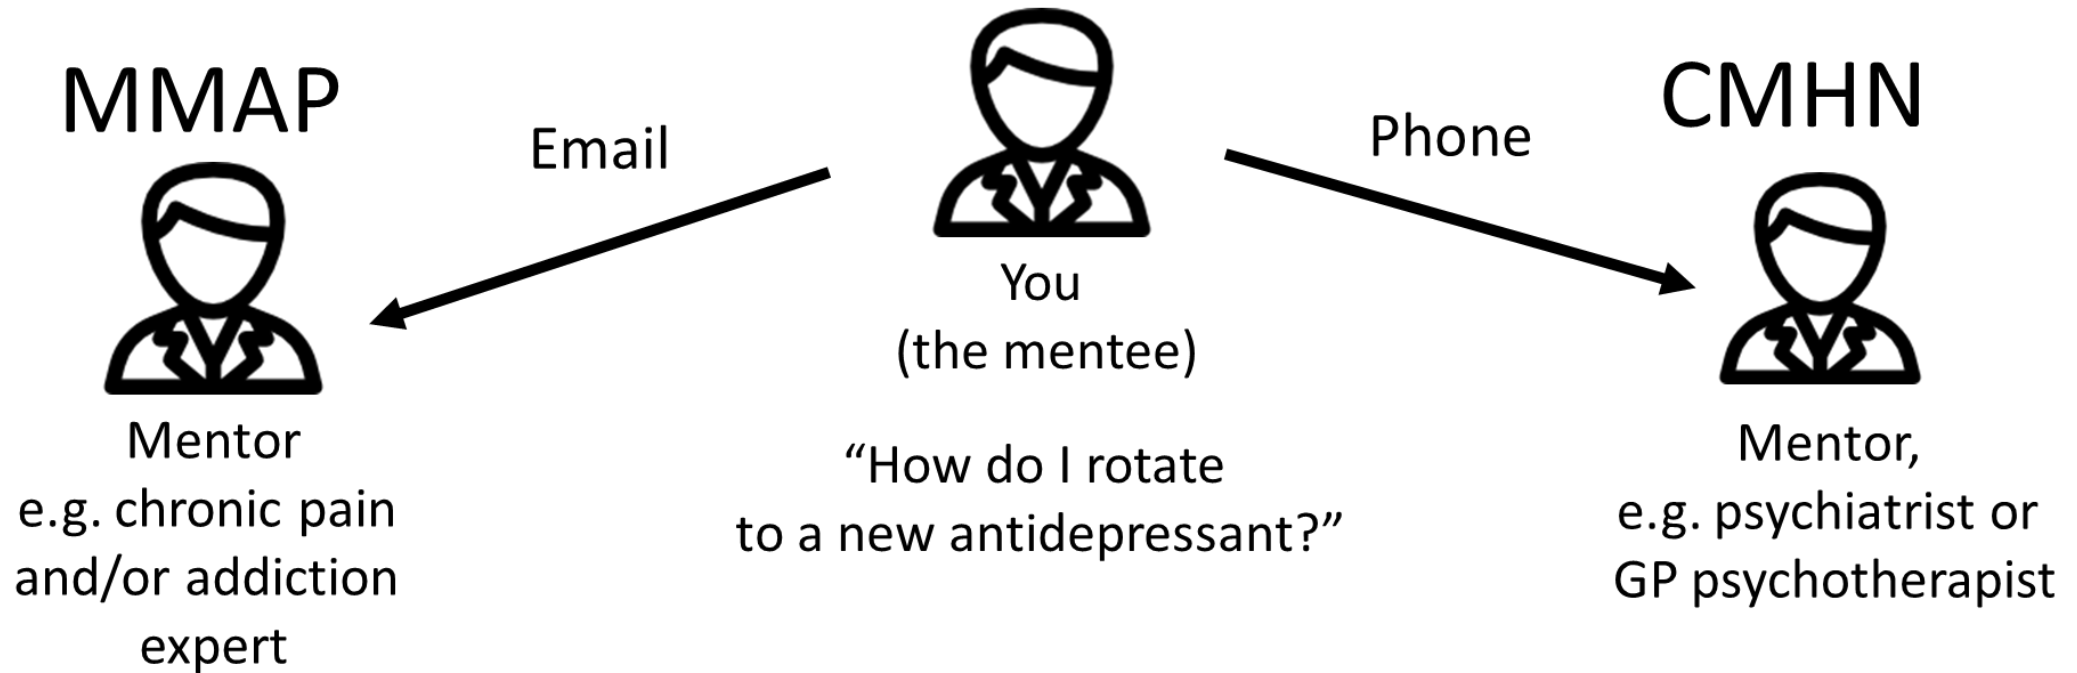 MMAP
Email
Phone
CMHN
You
(the mentee)
“How do I rotate
to a new antidepressant?”
Mentor
e.g. chronic pain
and/or addiction
expert
Mentor,
e.g. psychiatrist or
GP psychotherapist